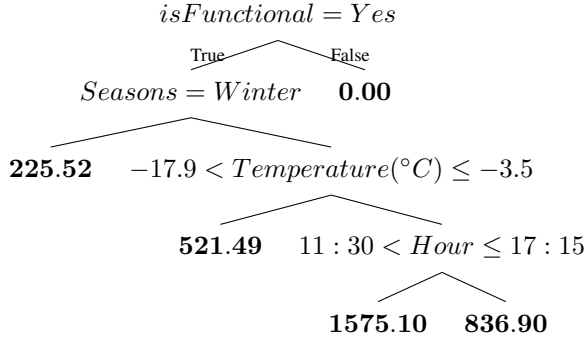 isFunctional = Yes
True False
Seasons = Winter 0.00
225.52 −17.9 < Temperature(°C) ≤ −3.5
521.49 11 : 30 < Hour ≤ 17 : 15
1575.10 836.90